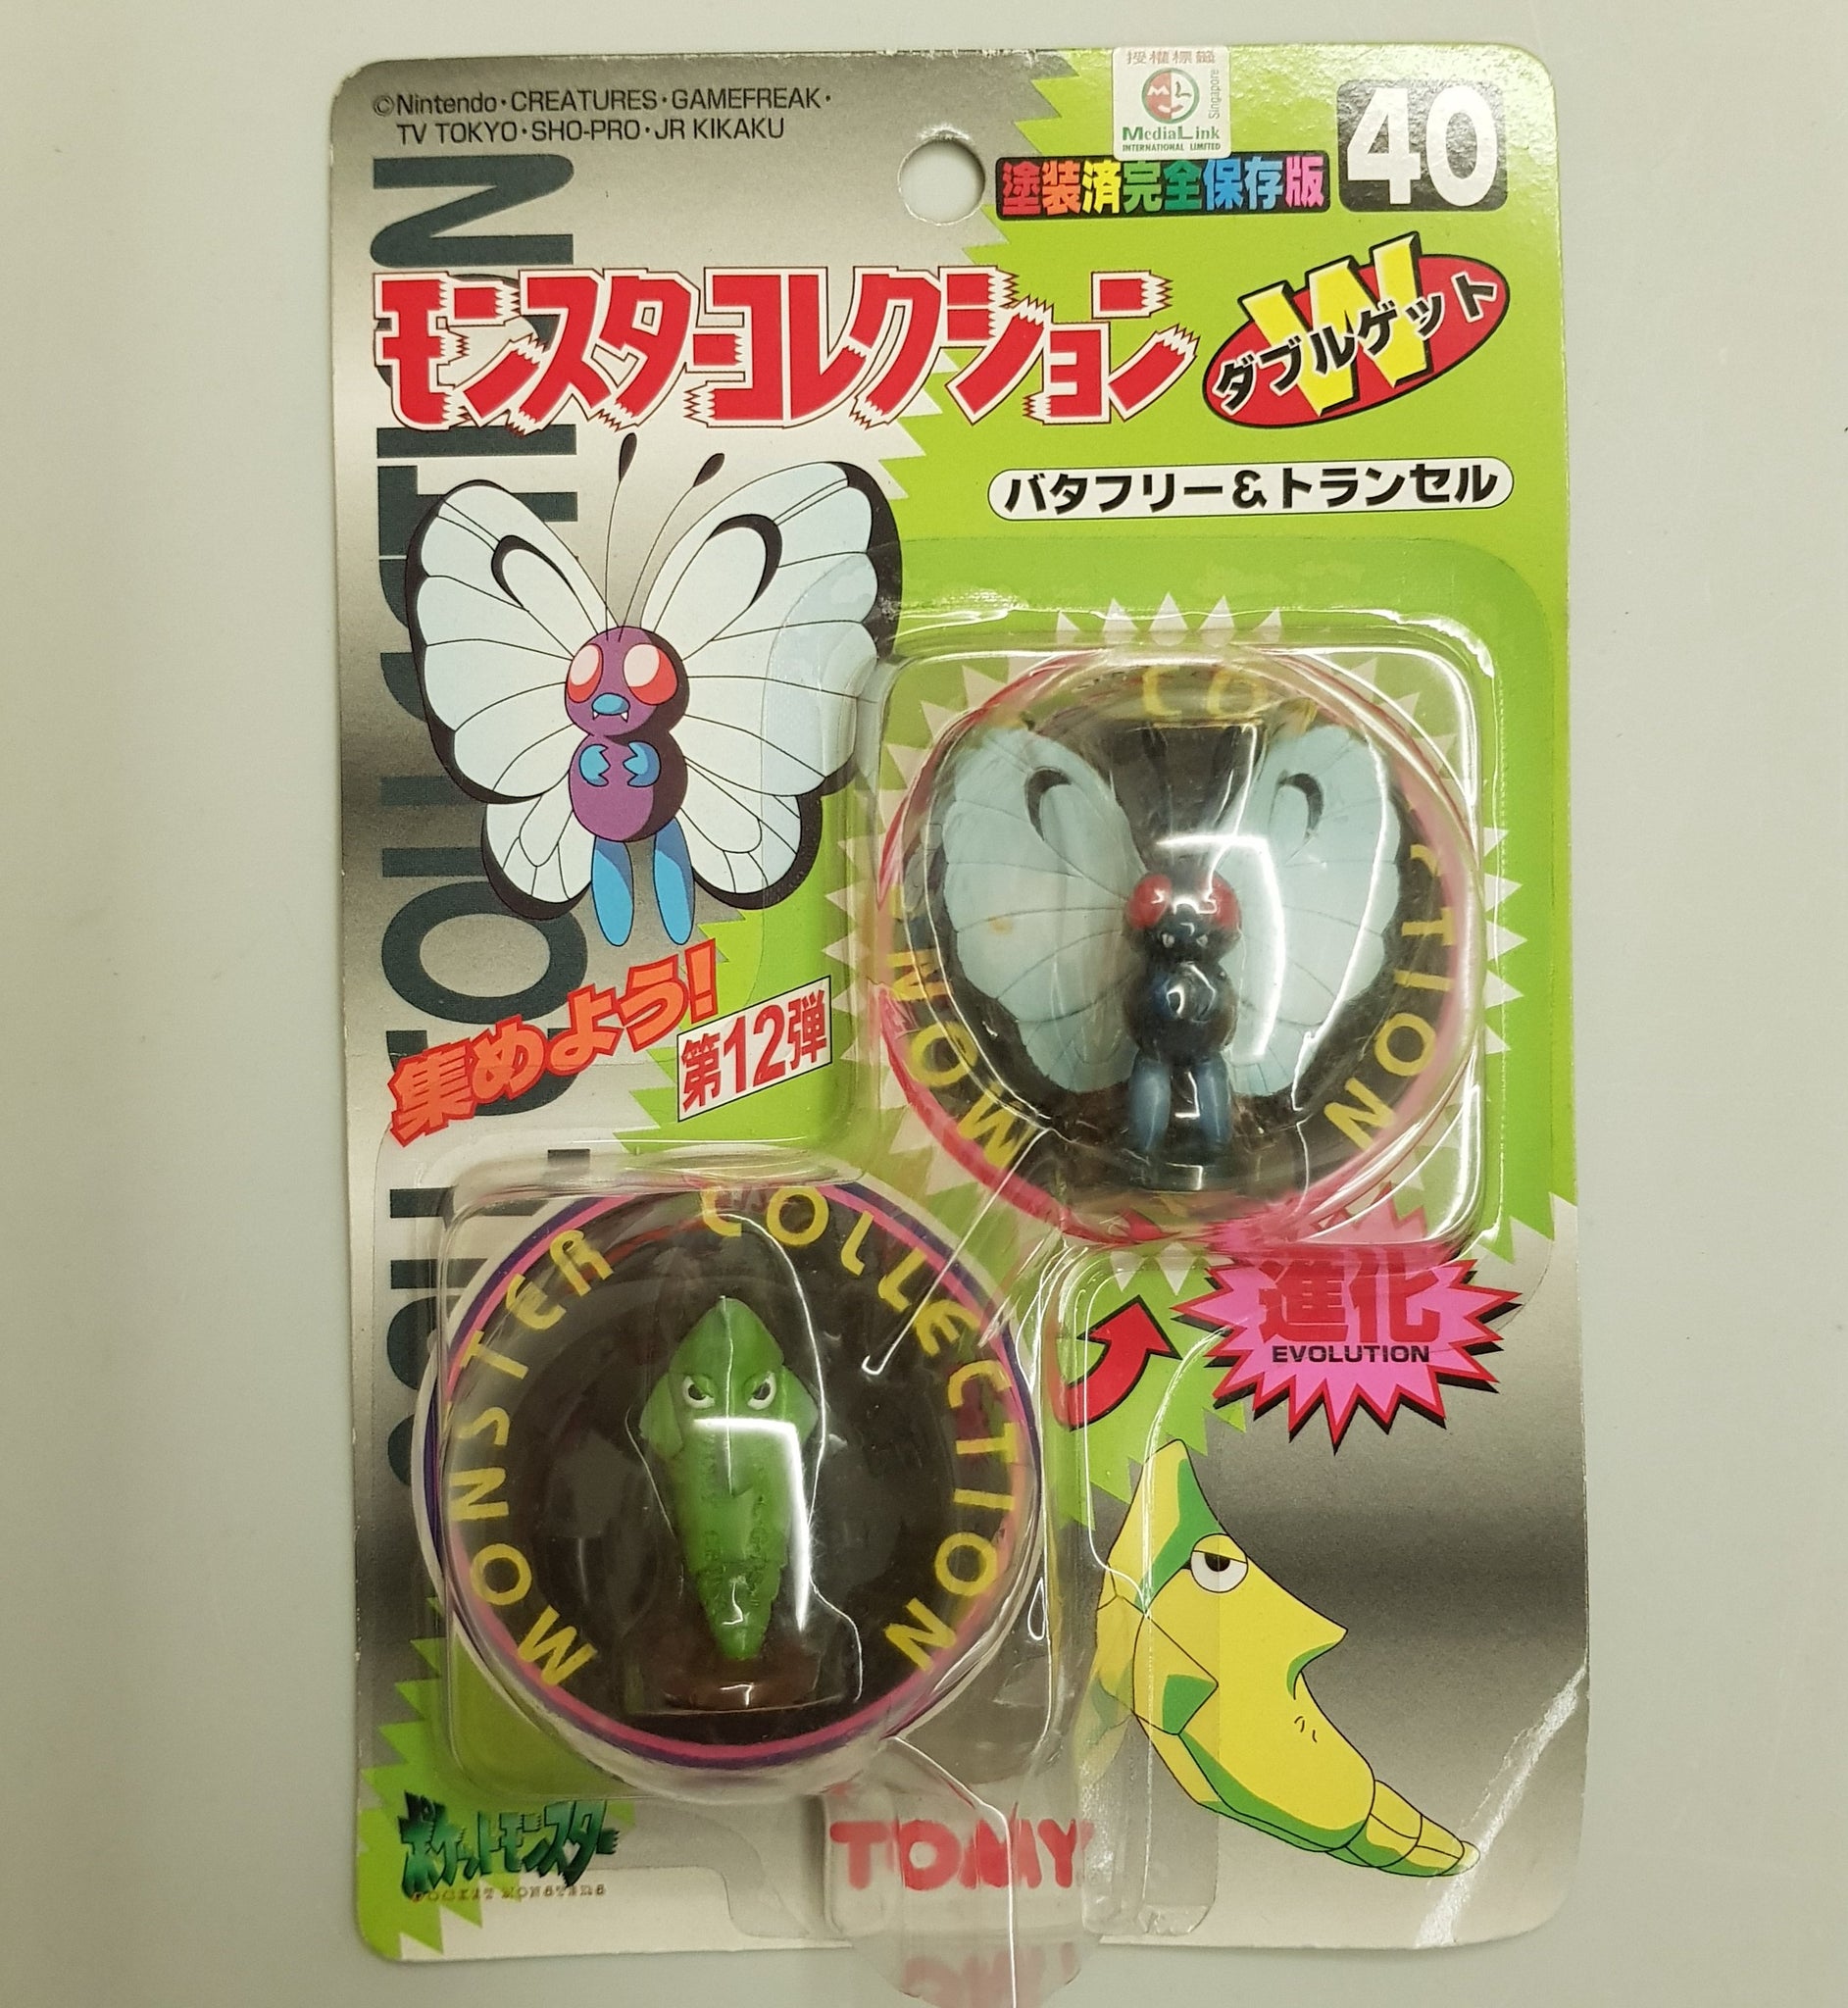 ©Nintendo・CREATURES・GAMEFREAK・
TV TOKYO・SHO-PRO・JR KIKAKU
授權標籤
ML
Singapore
MediaLink
INTERNATIONAL LIMITED
塗装済完全保存版
40
モンスターコレクション
W
ダブルゲット
バタフリー&トランセル
集めよう!
第12弾
MONSTER COLLECTION
進化
EVOLUTION
ポケットモンスター
POCKET MONSTERS
TOMY